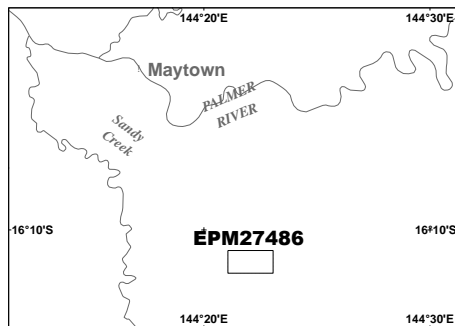 144°20'E 144°30'E
Maytown
PALMER
RIVER
Sandy
Creek
16°10'S 16°10'S
EPM27486
144°20'E 144°30'E